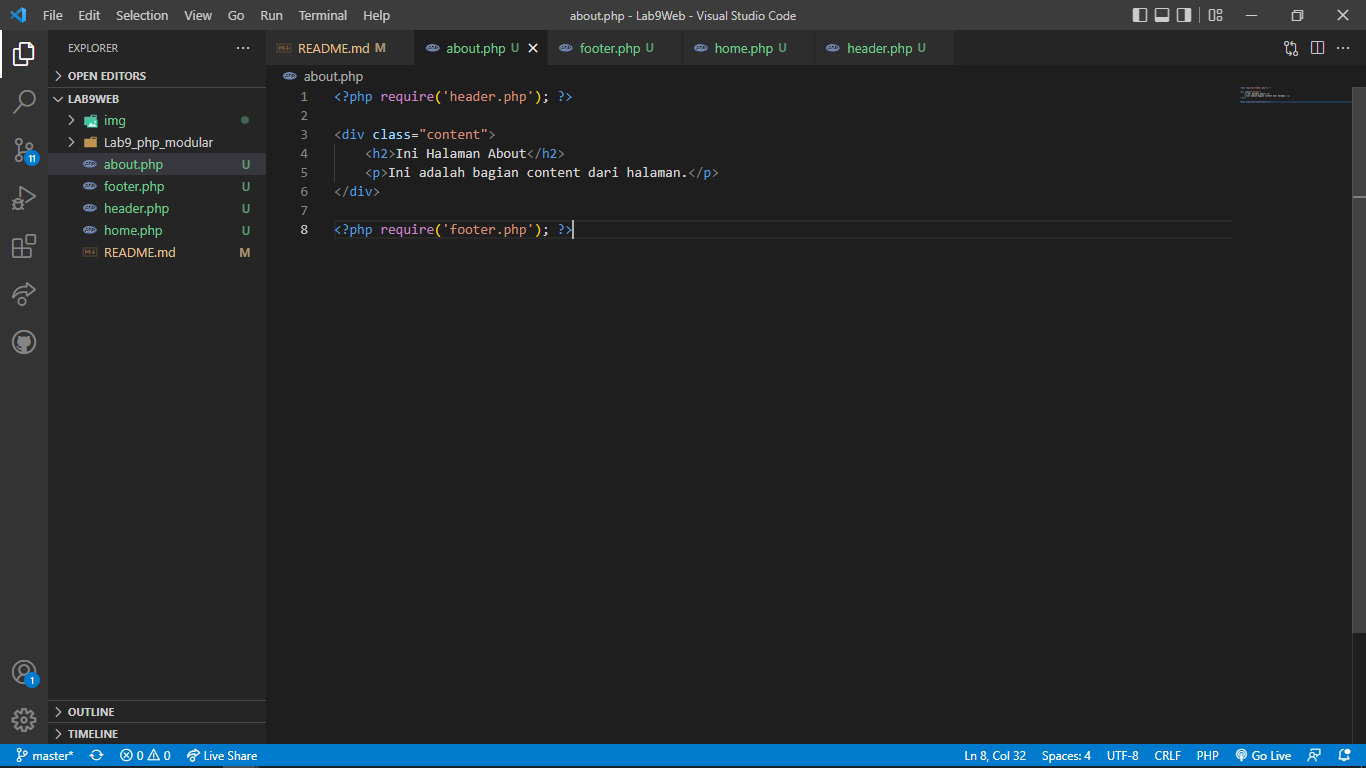 File Edit Selection View Go Run Terminal Help about.php - Lab9Web - Visual Studio Code
EXPLORER
OPEN EDITORS
LAB9WEB
img
Lab9_php_modular
about.php U
footer.php U
header.php U
home.php U
README.md M
OUTLINE
TIMELINE
11
1
README.md M about.php U footer.php U home.php U header.php U
about.php
1 <?php require('header.php'); ?>
2
3 <div class="content">
4     <h2>Ini Halaman About</h2>
5     <p>Ini adalah bagian content dari halaman.</p>
6 </div>
7
8 <?php require('footer.php'); ?>
master* 0 0 Live Share Ln 8, Col 32 Spaces: 4 UTF-8 CRLF PHP Go Live